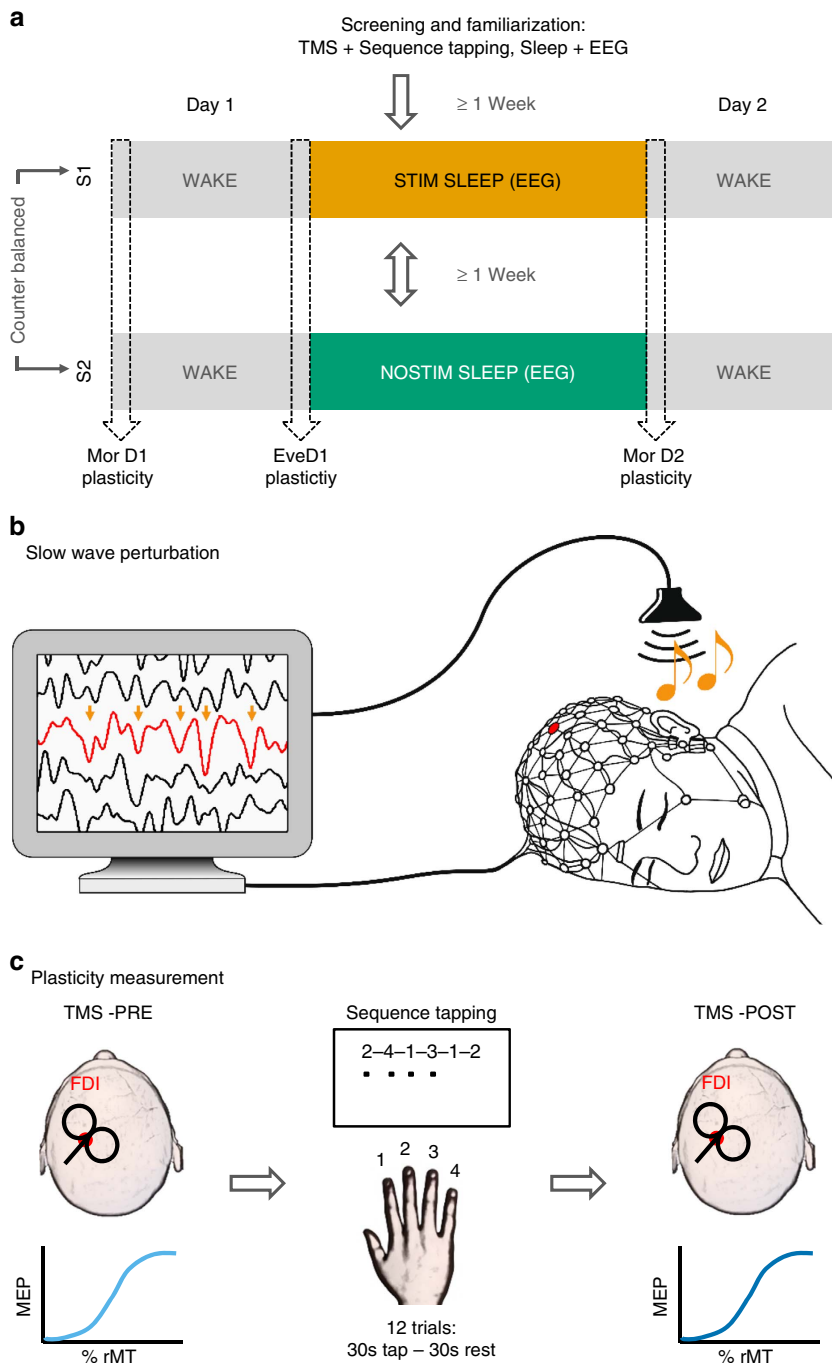 a
Screening and familiarization:
TMS + Sequence tapping, Sleep + EEG
≥ 1 Week
Day 1
Day 2
Counter balanced
S1
WAKE
STIM SLEEP (EEG)
WAKE
≥ 1 Week
S2
WAKE
NOSTIM SLEEP (EEG)
WAKE
Mor D1
plasticity
EveD1
plastictiy
Mor D2
plasticity
b
Slow wave perturbation
c
Plasticity measurement
TMS -PRE
Sequence tapping
TMS -POST
FDI
2–4–1–3–1–2
FDI
1
2
3
4
MEP
% rMT
12 trials:
30s tap – 30s rest
MEP
% rMT